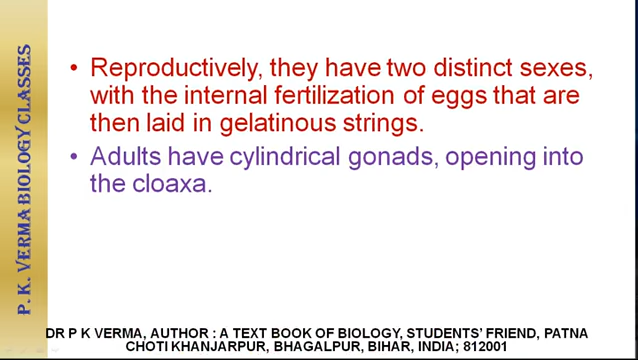 P. K. VERMA BIOLOGY CLASSES
• Reproductively, they have two distinct sexes,
with the internal fertilization of eggs that are
then laid in gelatinous strings.
• Adults have cylindrical gonads, opening into
the cloaxa.
DR P K VERMA, AUTHOR : A TEXT BOOK OF BIOLOGY, STUDENTS' FRIEND, PATNA
CHOTI KHANJARPUR, BHAGALPUR, BIHAR, INDIA; 812001